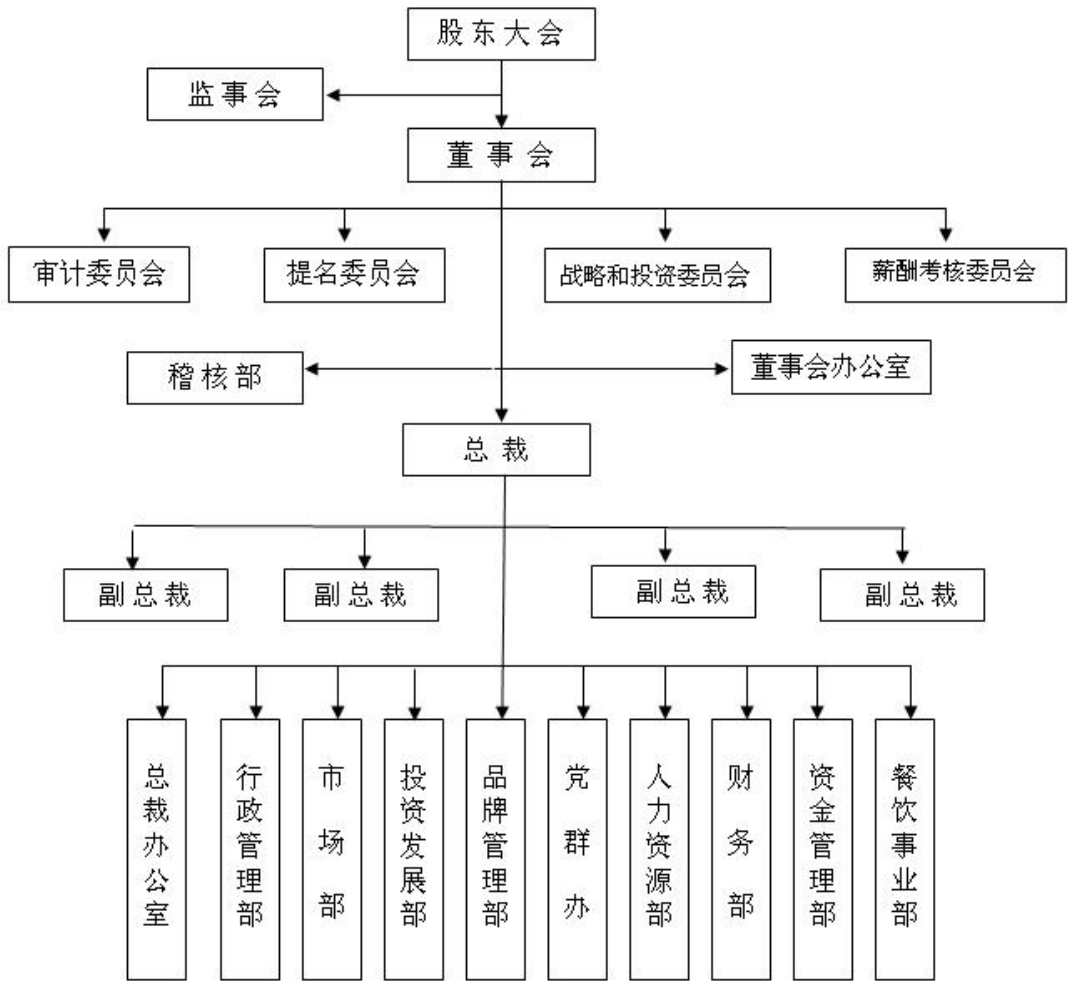 股东大会
监事会
董事会
审计委员会
提名委员会
战略和投资委员会
薪酬考核委员会
稽核部
董事会办公室
总裁
副总裁
副总裁
副总裁
副总裁
总裁办公室
行政管理部
市场部
投资发展部
品牌管理部
党群办
人力资源部
财务部
资金管理部
餐饮事业部